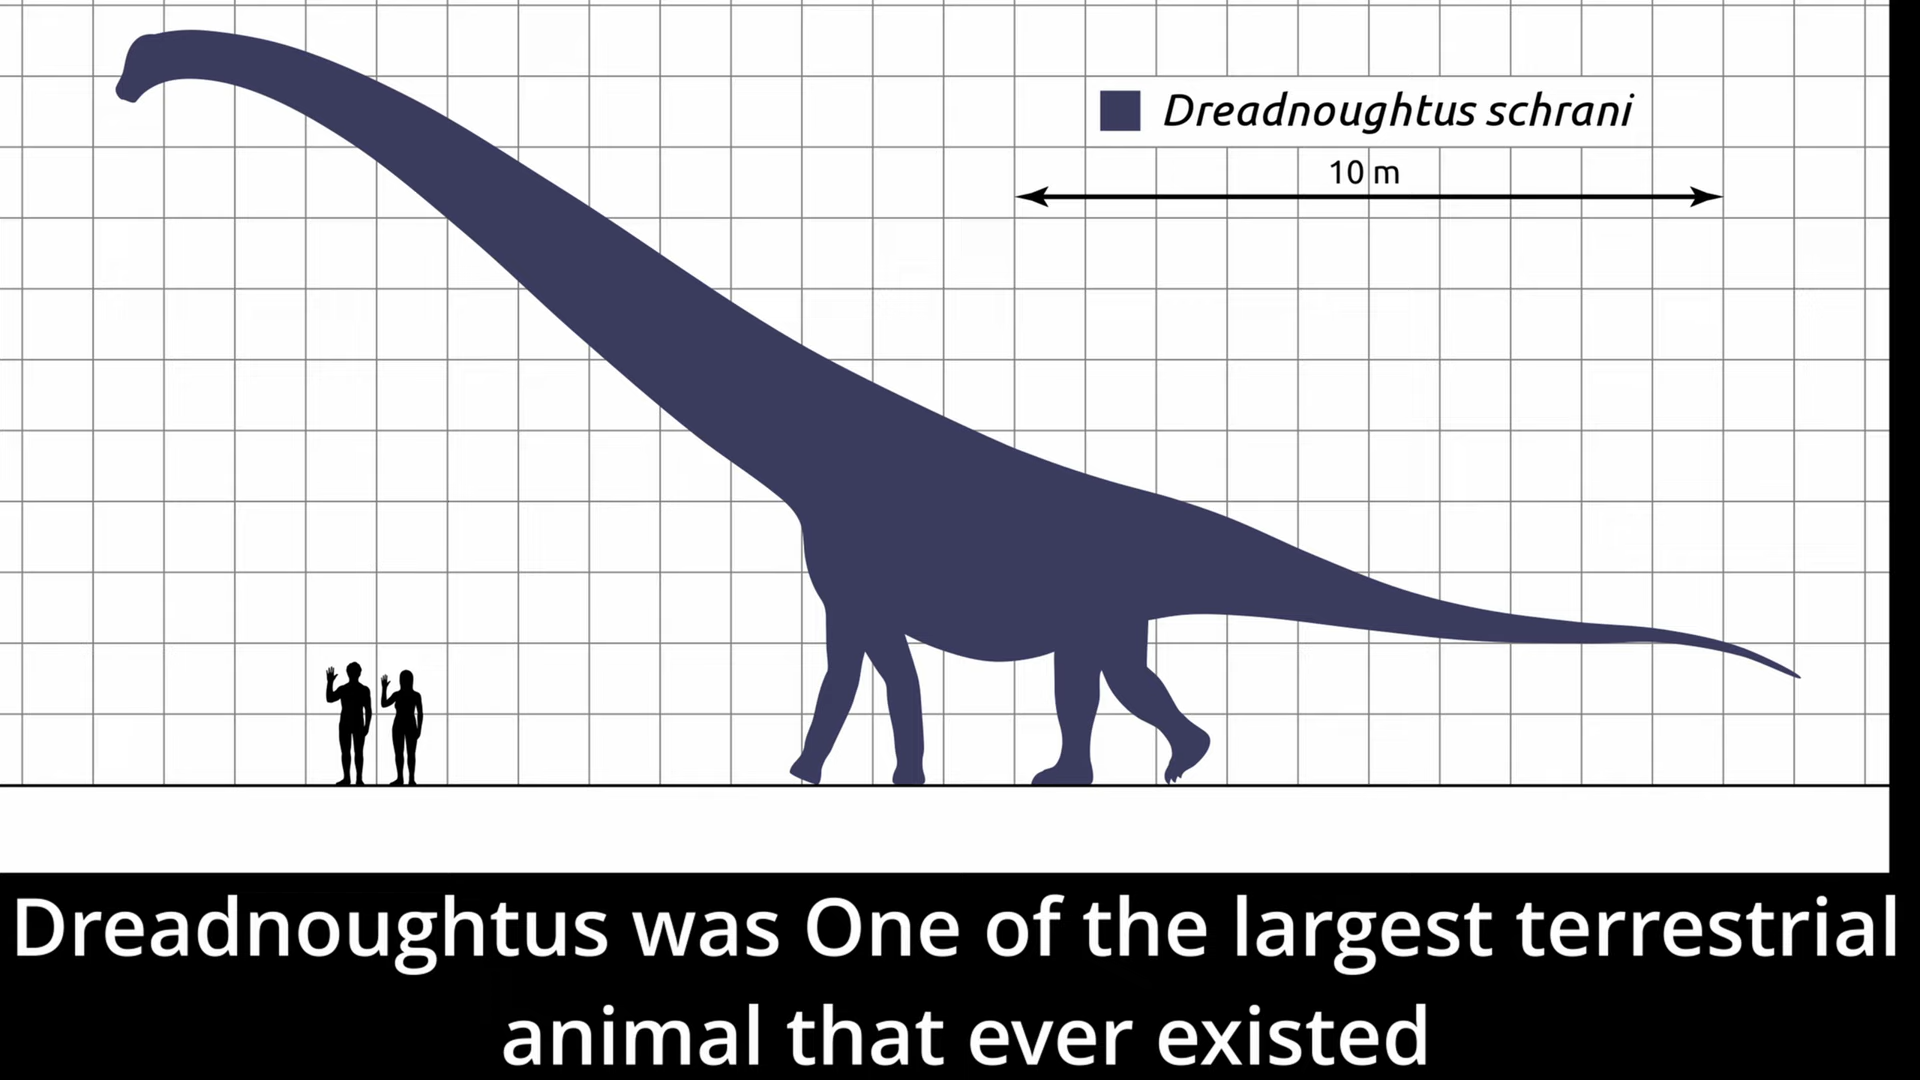 Dreadnoughtus schrani
10 m
Dreadnoughtus was One of the largest terrestrial
animal that ever existed